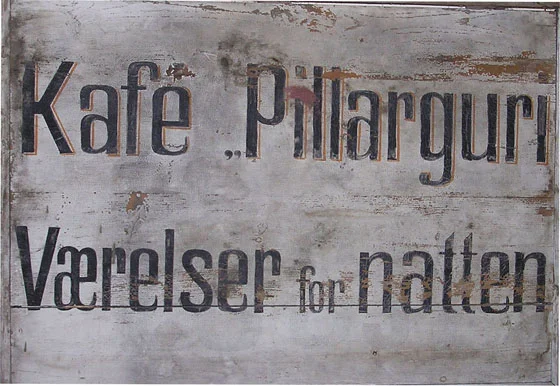 Kafé „Pillarguri
Værelser for natten